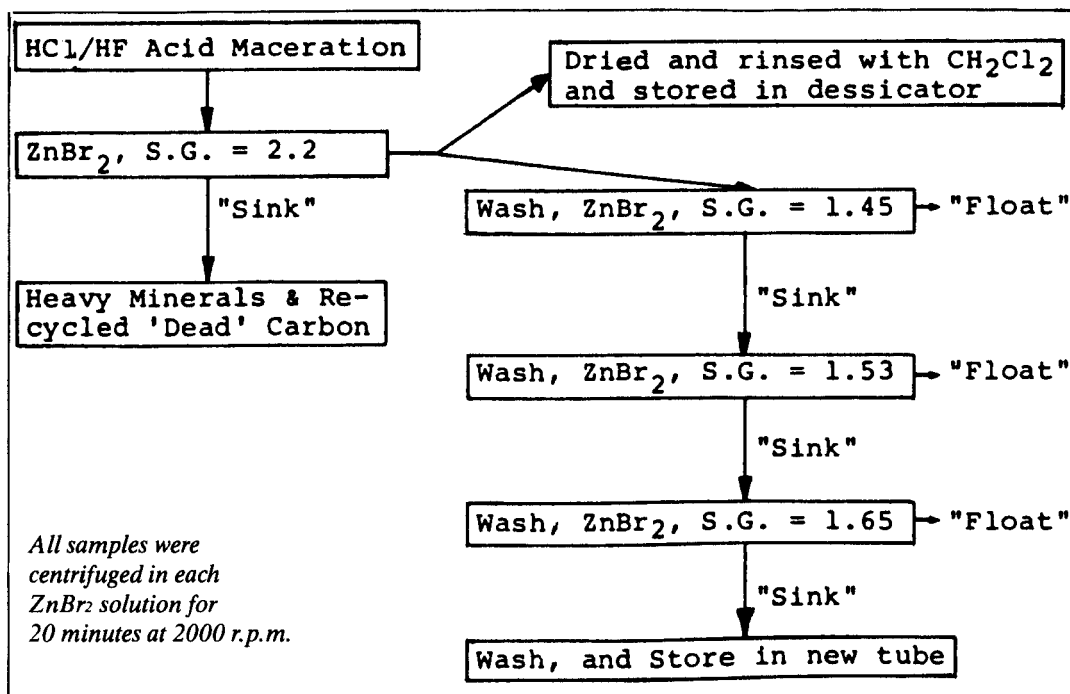 HCl/HF Acid Maceration
Dried and rinsed with CH₂Cl₂
and stored in dessicator
ZnBr₂, S.G. = 2.2
"Sink"
Wash, ZnBr₂, S.G. = 1.45
"Float"
Heavy Minerals & Re-
cycled 'Dead' Carbon
"Sink"
Wash, ZnBr₂, S.G. = 1.53
"Float"
"Sink"
Wash, ZnBr₂, S.G. = 1.65
"Float"
All samples were
centrifuged in each
ZnBr₂ solution for
20 minutes at 2000 r.p.m.
"Sink"
Wash, and Store in new tube